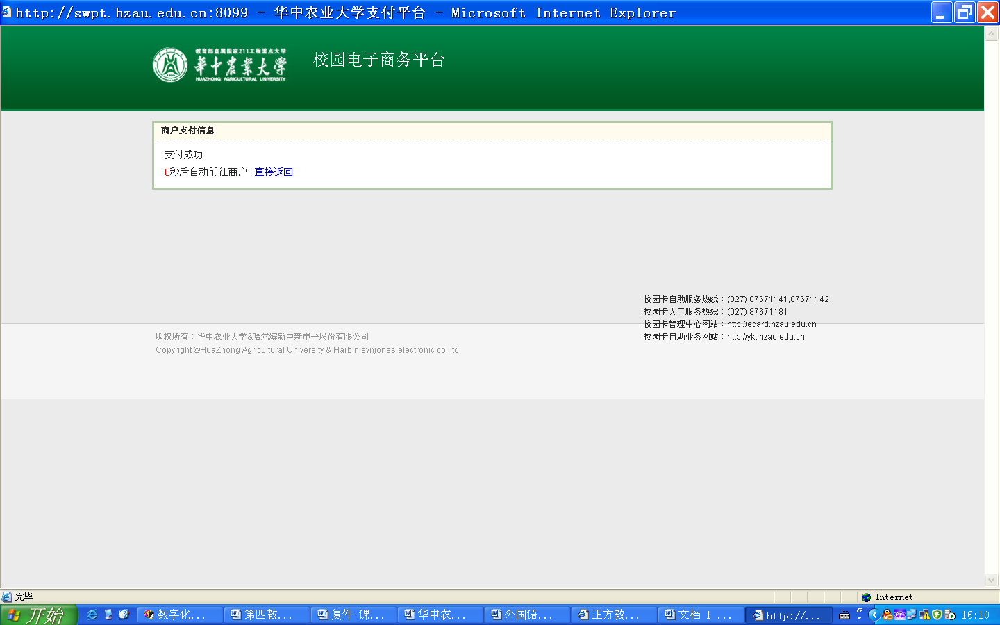 http://swpt.hzau.edu.cn:8099 - 华中农业大学支付平台 - Microsoft Internet Explorer
教育部直属国家211工程重点大学
華中农業大学
HUAZHONG AGRICULTURAL UNIVERSITY
校园电子商务平台
商户支付信息
支付成功
8秒后自动前往商户 直接返回
校园卡自助服务热线：(027) 87671141,87671142
校园卡人工服务热线：(027) 87671181
校园卡管理中心网站：http://ecard.hzau.edu.cn
校园卡自助业务网站：http://ykt.hzau.edu.cn
版权所有：华中农业大学&哈尔滨新中新电子股份有限公司
Copyright ©HuaZhong Agricultural University & Harbin synjones electronic co.,ltd
完毕
Internet
开始
数字化...
第四教...
复件 课...
华中农...
外国语...
正方教...
文档 1 ...
http://...
16:10